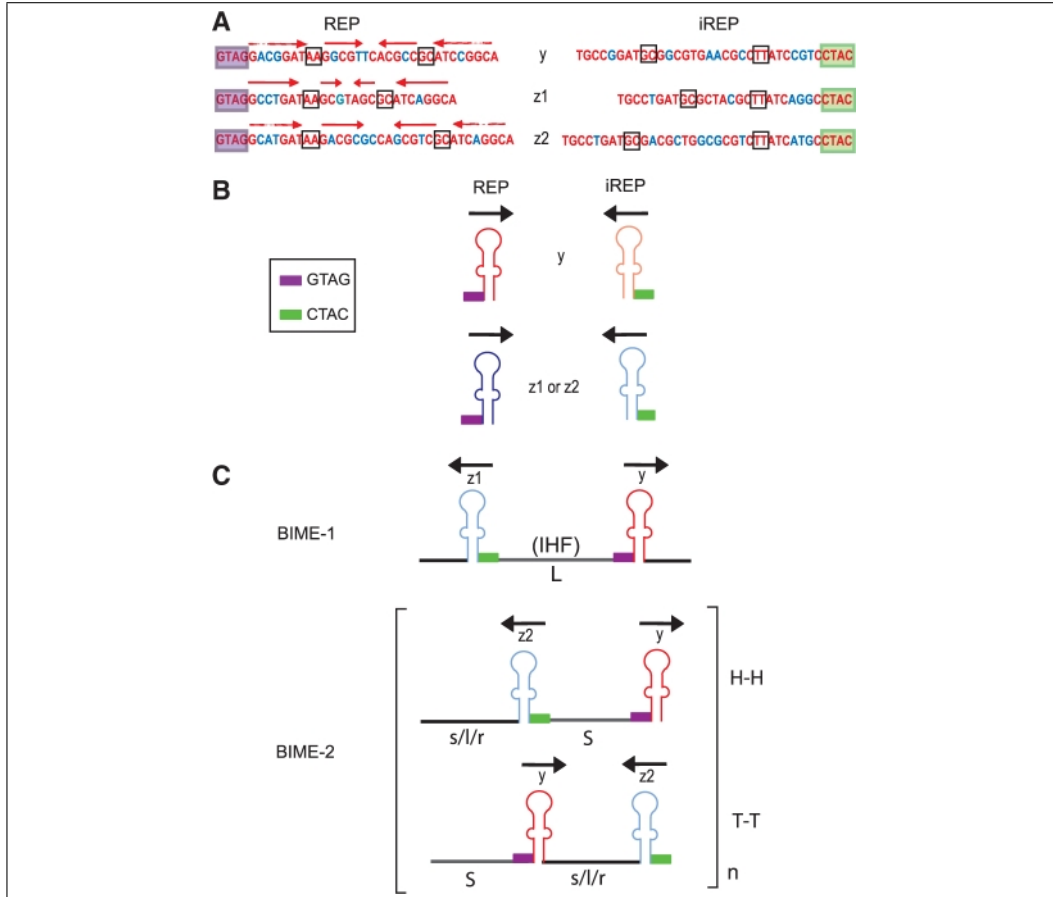 A
REP iREP
GTAGGACGGATAAGGCGTTCACGCCGCATCCGGCA y TGCCGGATGCGGCGTGAACGCCTTATCCGTCCTAC
GTAGGCCTGATAAGCGTAGCGCATCAGGCA z1 TGCCTGATGCGCTACGCTTATCAGGCCTAC
GTAGGCATGATAAGACGCGCCAGCGTCGCATCAGGCA z2 TGCCTGATGCGACGCTGGCGCGTCTTATCATGCCTAC
B
REP iREP
y
GTAG
CTAC
z1 or z2
C
z1 y
BIME-1
(IHF)
L
z2 y
H-H
s/l/r S
BIME-2
y z2
T-T
S s/l/r
n